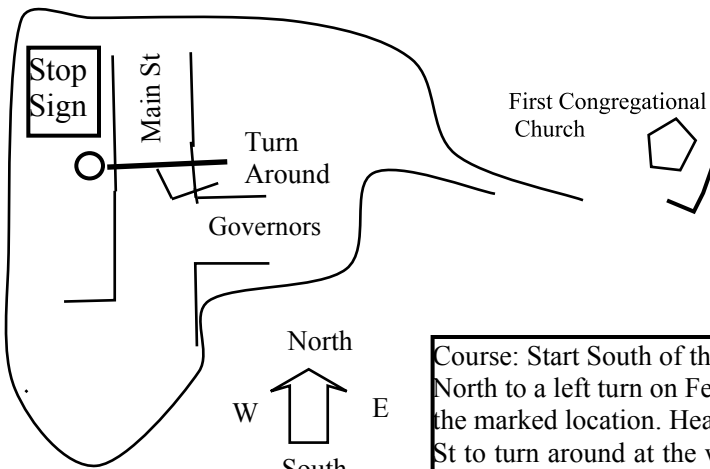 Stop
Sign
Main St
First Congregational
Church
Turn
Around
Governors
North
W
E
South
Course: Start South of th
North to a left turn on Fe
the marked location. Hea
St to turn around at the w